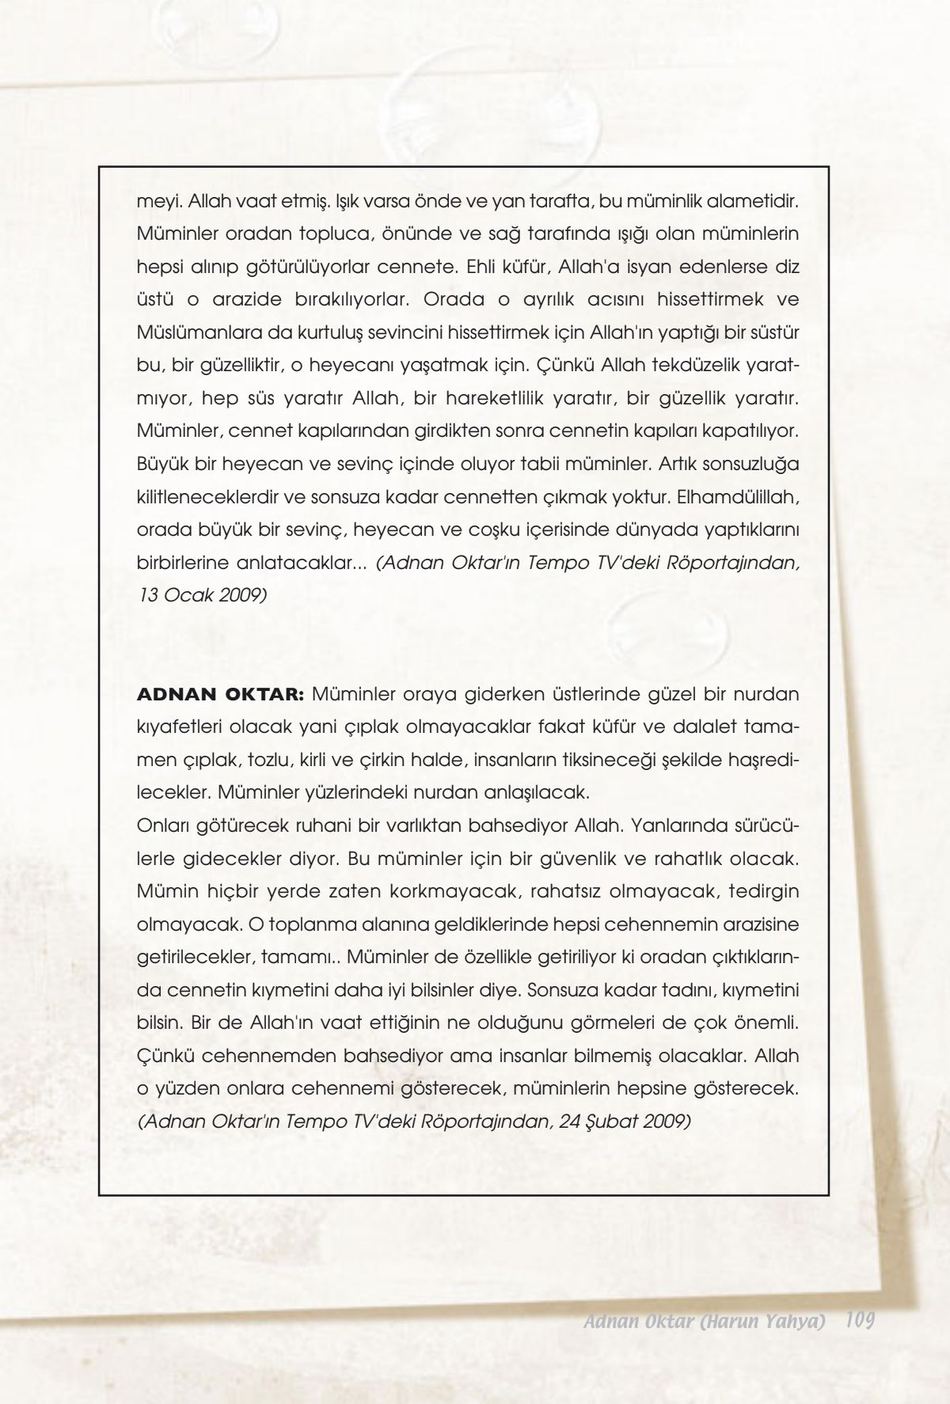 meyi. Allah vaat etmiş. Işık varsa önde ve yan tarafta, bu müminlik alametidir.
Müminler oradan topluca, önünde ve sağ tarafında ışığı olan müminlerin
hepsi alınıp götürülüyorlar cennete. Ehli küfür, Allah'a isyan edenlerse diz
üstü o arazide bırakılıyorlar. Orada o ayrılık acısını hissettirmek ve
Müslümanlara da kurtuluş sevincini hissettirmek için Allah'ın yaptığı bir süstür
bu, bir güzelliktir, o heyecanı yaşatmak için. Çünkü Allah tekdüzelik yarat-
mıyor, hep süs yaratır Allah, bir hareketlilik yaratır, bir güzellik yaratır.
Müminler, cennet kapılarından girdikten sonra cennetin kapıları kapatılıyor.
Büyük bir heyecan ve sevinç içinde oluyor tabii müminler. Artık sonsuzluğa
kilitleneceklerdir ve sonsuza kadar cennetten çıkmak yoktur. Elhamdülillah,
orada büyük bir sevinç, heyecan ve coşku içerisinde dünyada yaptıklarını
birbirlerine anlatacaklar... (Adnan Oktar'ın Tempo TV'deki Röportajından,
13 Ocak 2009)
ADNAN OKTAR: Müminler oraya giderken üstlerinde güzel bir nurdan
kıyafetleri olacak yani çıplak olmayacaklar fakat küfür ve dalalet tama-
men çıplak, tozlu, kirli ve çirkin halde, insanların tiksineceği şekilde haşredi-
lecekler. Müminler yüzlerindeki nurdan anlaşılacak.
Onları götürecek ruhani bir varlıktan bahsediyor Allah. Yanlarında sürücü-
lerle gidecekler diyor. Bu müminler için bir güvenlik ve rahatlık olacak.
Mümin hiçbir yerde zaten korkmayacak, rahatsız olmayacak, tedirgin
olmayacak. O toplanma alanına geldiklerinde hepsi cehennemin arazisine
getirilecekler, tamamı.. Müminler de özellikle getiriliyor ki oradan çıktıkların-
da cennetin kıymetini daha iyi bilsinler diye. Sonsuza kadar tadını, kıymetini
bilsin. Bir de Allah'ın vaat ettiğinin ne olduğunu görmeleri de çok önemli.
Çünkü cehennemden bahsediyor ama insanlar bilmemiş olacaklar. Allah
o yüzden onlara cehennemi gösterecek, müminlerin hepsine gösterecek.
(Adnan Oktar'ın Tempo TV'deki Röportajından, 24 Şubat 2009)
Adnan Oktar (Harun Yahya) 109